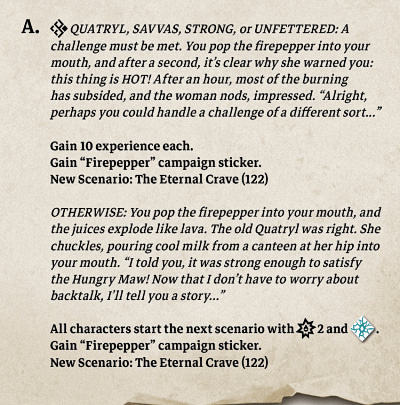 A. QUATRYL, SAVVAS, STRONG, or UNFETTERED: A
challenge must be met. You pop the firepepper into your
mouth, and after a second, it's clear why she warned you:
this thing is HOT! After an hour, most of the burning
has subsided, and the woman nods, impressed. “Alright,
perhaps you could handle a challenge of a different sort...”
Gain 10 experience each.
Gain “Firepepper” campaign sticker.
New Scenario: The Eternal Crave (122)
OTHERWISE: You pop the firepepper into your mouth, and
the juices explode like lava. The old Quatryl was right. She
chuckles, pouring cool milk from a canteen at her hip into
your mouth. “I told you, it was strong enough to satisfy
the Hungry Maw! Now that I don't have to worry about
backtalk, I'll tell you a story...”
All characters start the next scenario with 2 and .
Gain “Firepepper” campaign sticker.
New Scenario: The Eternal Crave (122)